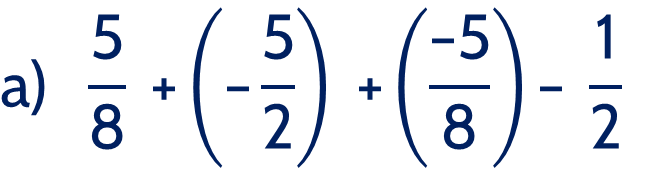 a) 5/8 + (-5/2) + (-5/8) - 1/2